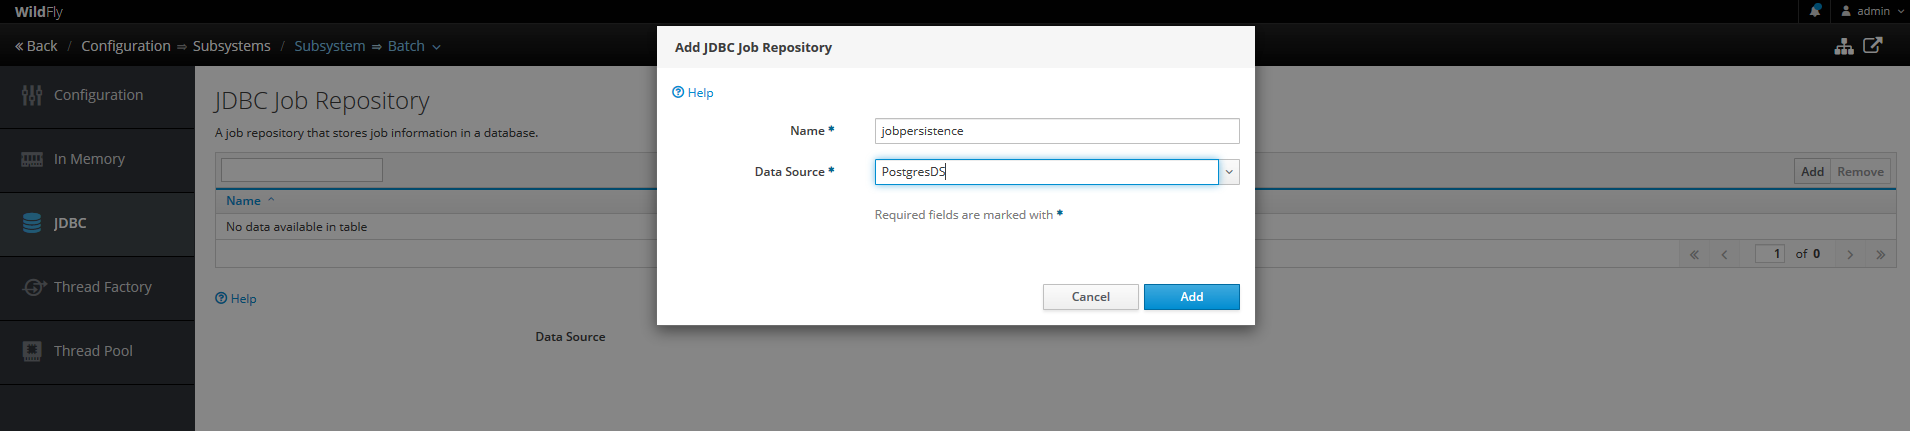 WildFly
admin
« Back / Configuration ⇒ Subsystems / Subsystem ⇒ Batch
Configuration
In Memory
JDBC
Thread Factory
Thread Pool
JDBC Job Repository
A job repository that stores job information in a database.
Add Remove
Name
No data available in table
« ‹ 1 of 0 › »
Help
Data Source
Add JDBC Job Repository
Help
Name * jobpersistence
Data Source * PostgresDS
Required fields are marked with *
Cancel Add